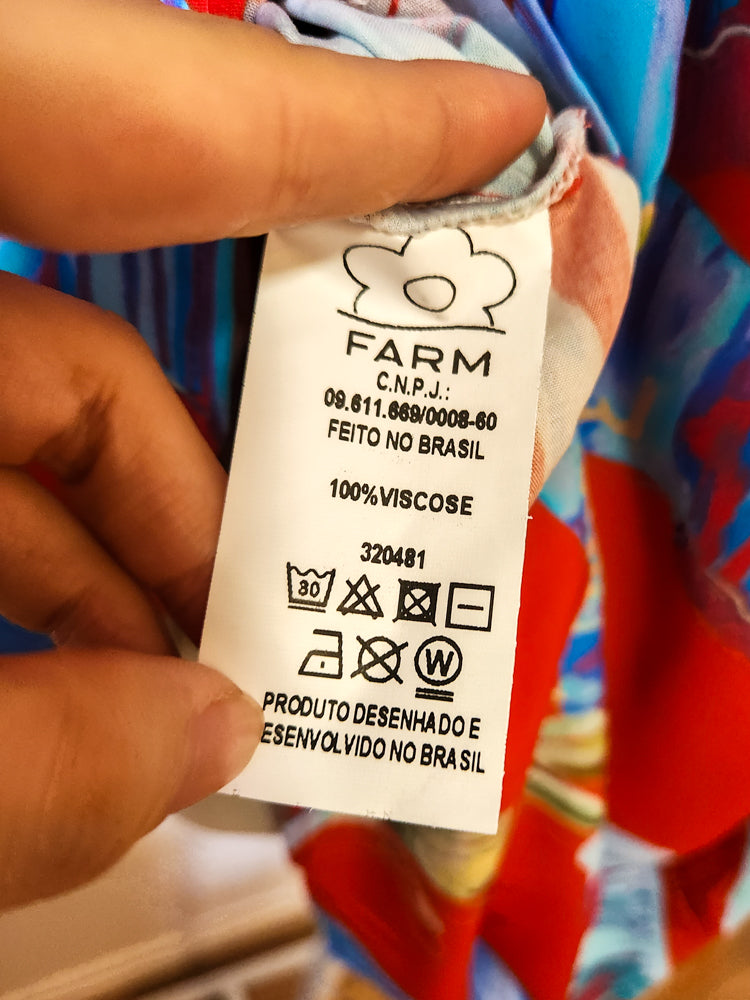 FARM
C.N.P.J.:
09.611.669/0008-60
FEITO NO BRASIL
100%VISCOSE
320481
30
W
PRODUTO DESENHADO E
ESENVOLVIDO NO BRASIL